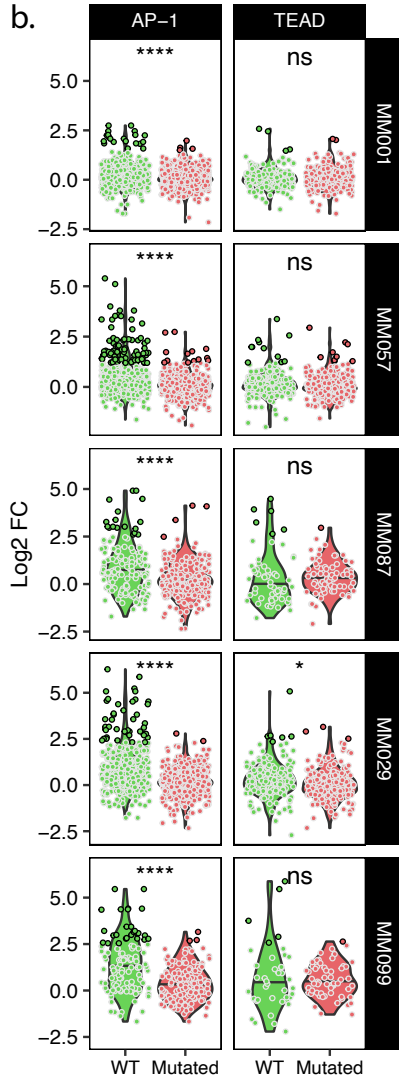 b.
AP−1
TEAD
5.0
2.5
0.0
−2.5
****
ns
MM001
5.0
2.5
0.0
****
ns
MM057
Log2 FC
5.0
2.5
0.0
−2.5
****
ns
MM087
5.0
2.5
0.0
−2.5
****
*
MM029
5.0
2.5
0.0
−2.5
****
ns
MM099
WT
Mutated
WT
Mutated